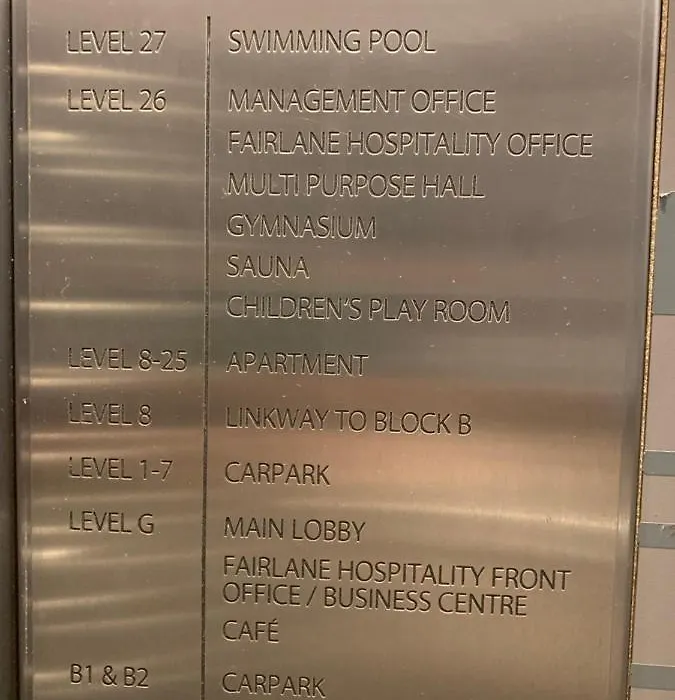 LEVEL 27 SWIMMING POOL
LEVEL 26 MANAGEMENT OFFICE
FAIRLANE HOSPITALITY OFFICE
MULTI PURPOSE HALL
GYMNASIUM
SAUNA
CHILDREN'S PLAY ROOM
LEVEL 8-25 APARTMENT
LEVEL 8 LINKWAY TO BLOCK B
LEVEL 1-7 CARPARK
LEVEL G MAIN LOBBY
FAIRLANE HOSPITALITY FRONT
OFFICE / BUSINESS CENTRE
CAFÉ
B1 & B2 CARPARK